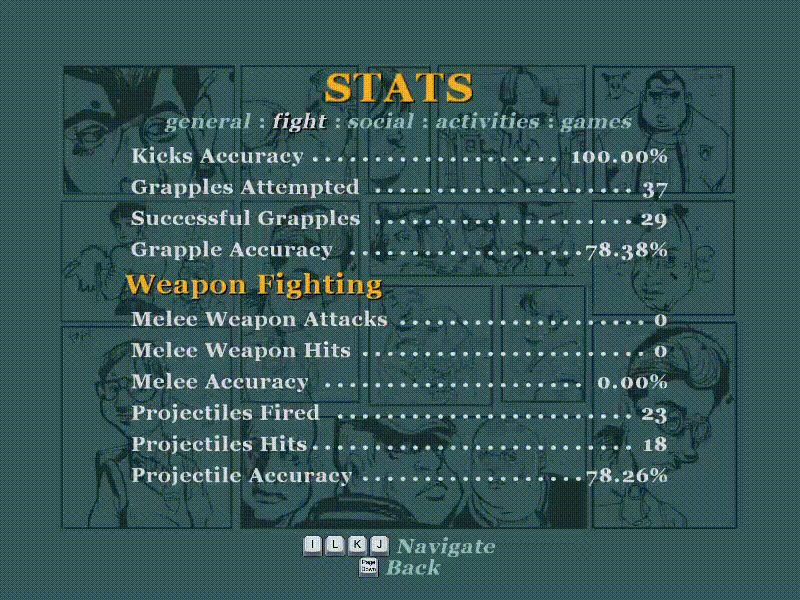 STATS
general : fight : social : activities : games
Kicks Accuracy .................... 100.00%
Grapples Attempted ..................... 37
Successful Grapples ..................... 29
Grapple Accuracy ...................78.38%
Weapon Fighting
Melee Weapon Attacks .................... 0
Melee Weapon Hits ....................... 0
Melee Accuracy ..................... 0.00%
Projectiles Fired ........................ 23
Projectiles Hits.......................... 18
Projectile Accuracy ..................78.26%
I L K J Navigate
Page Down Back